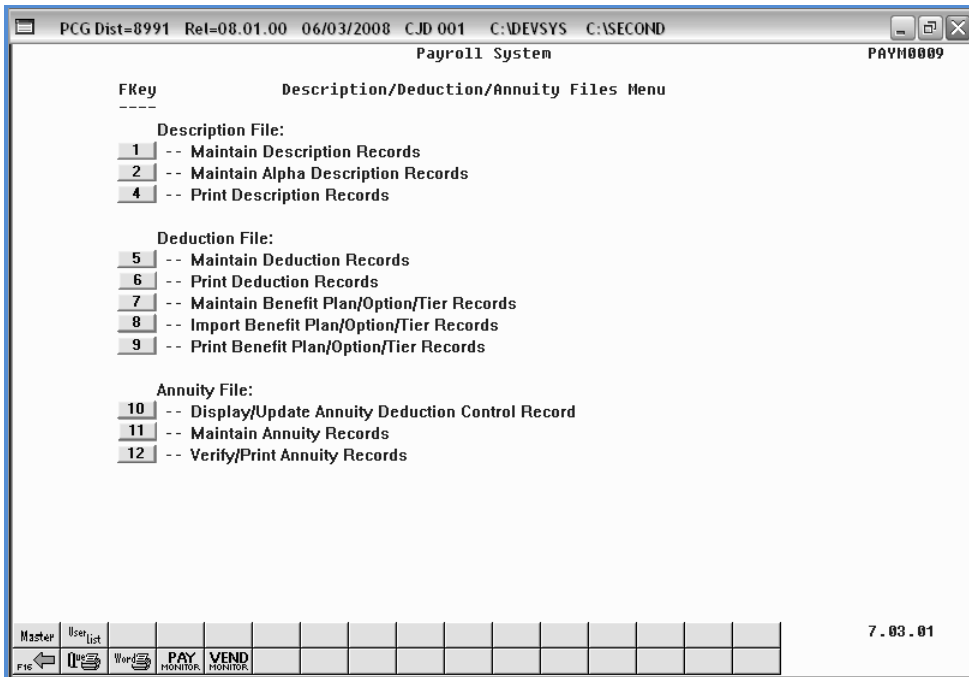 PCG Dist=8991 Rel=08.01.00 06/03/2008 CJD 001 C:\DEVSYS C:\SECOND
Payroll System PAYM0009
FKey Description/Deduction/Annuity Files Menu
----
Description File:
1 -- Maintain Description Records
2 -- Maintain Alpha Description Records
4 -- Print Description Records
Deduction File:
5 -- Maintain Deduction Records
6 -- Print Deduction Records
7 -- Maintain Benefit Plan/Option/Tier Records
8 -- Import Benefit Plan/Option/Tier Records
9 -- Print Benefit Plan/Option/Tier Records
Annuity File:
10 -- Display/Update Annuity Deduction Control Record
11 -- Maintain Annuity Records
12 -- Verify/Print Annuity Records
Master User list 7.03.01
F16 Que Word PAY MONITOR VEND MONITOR